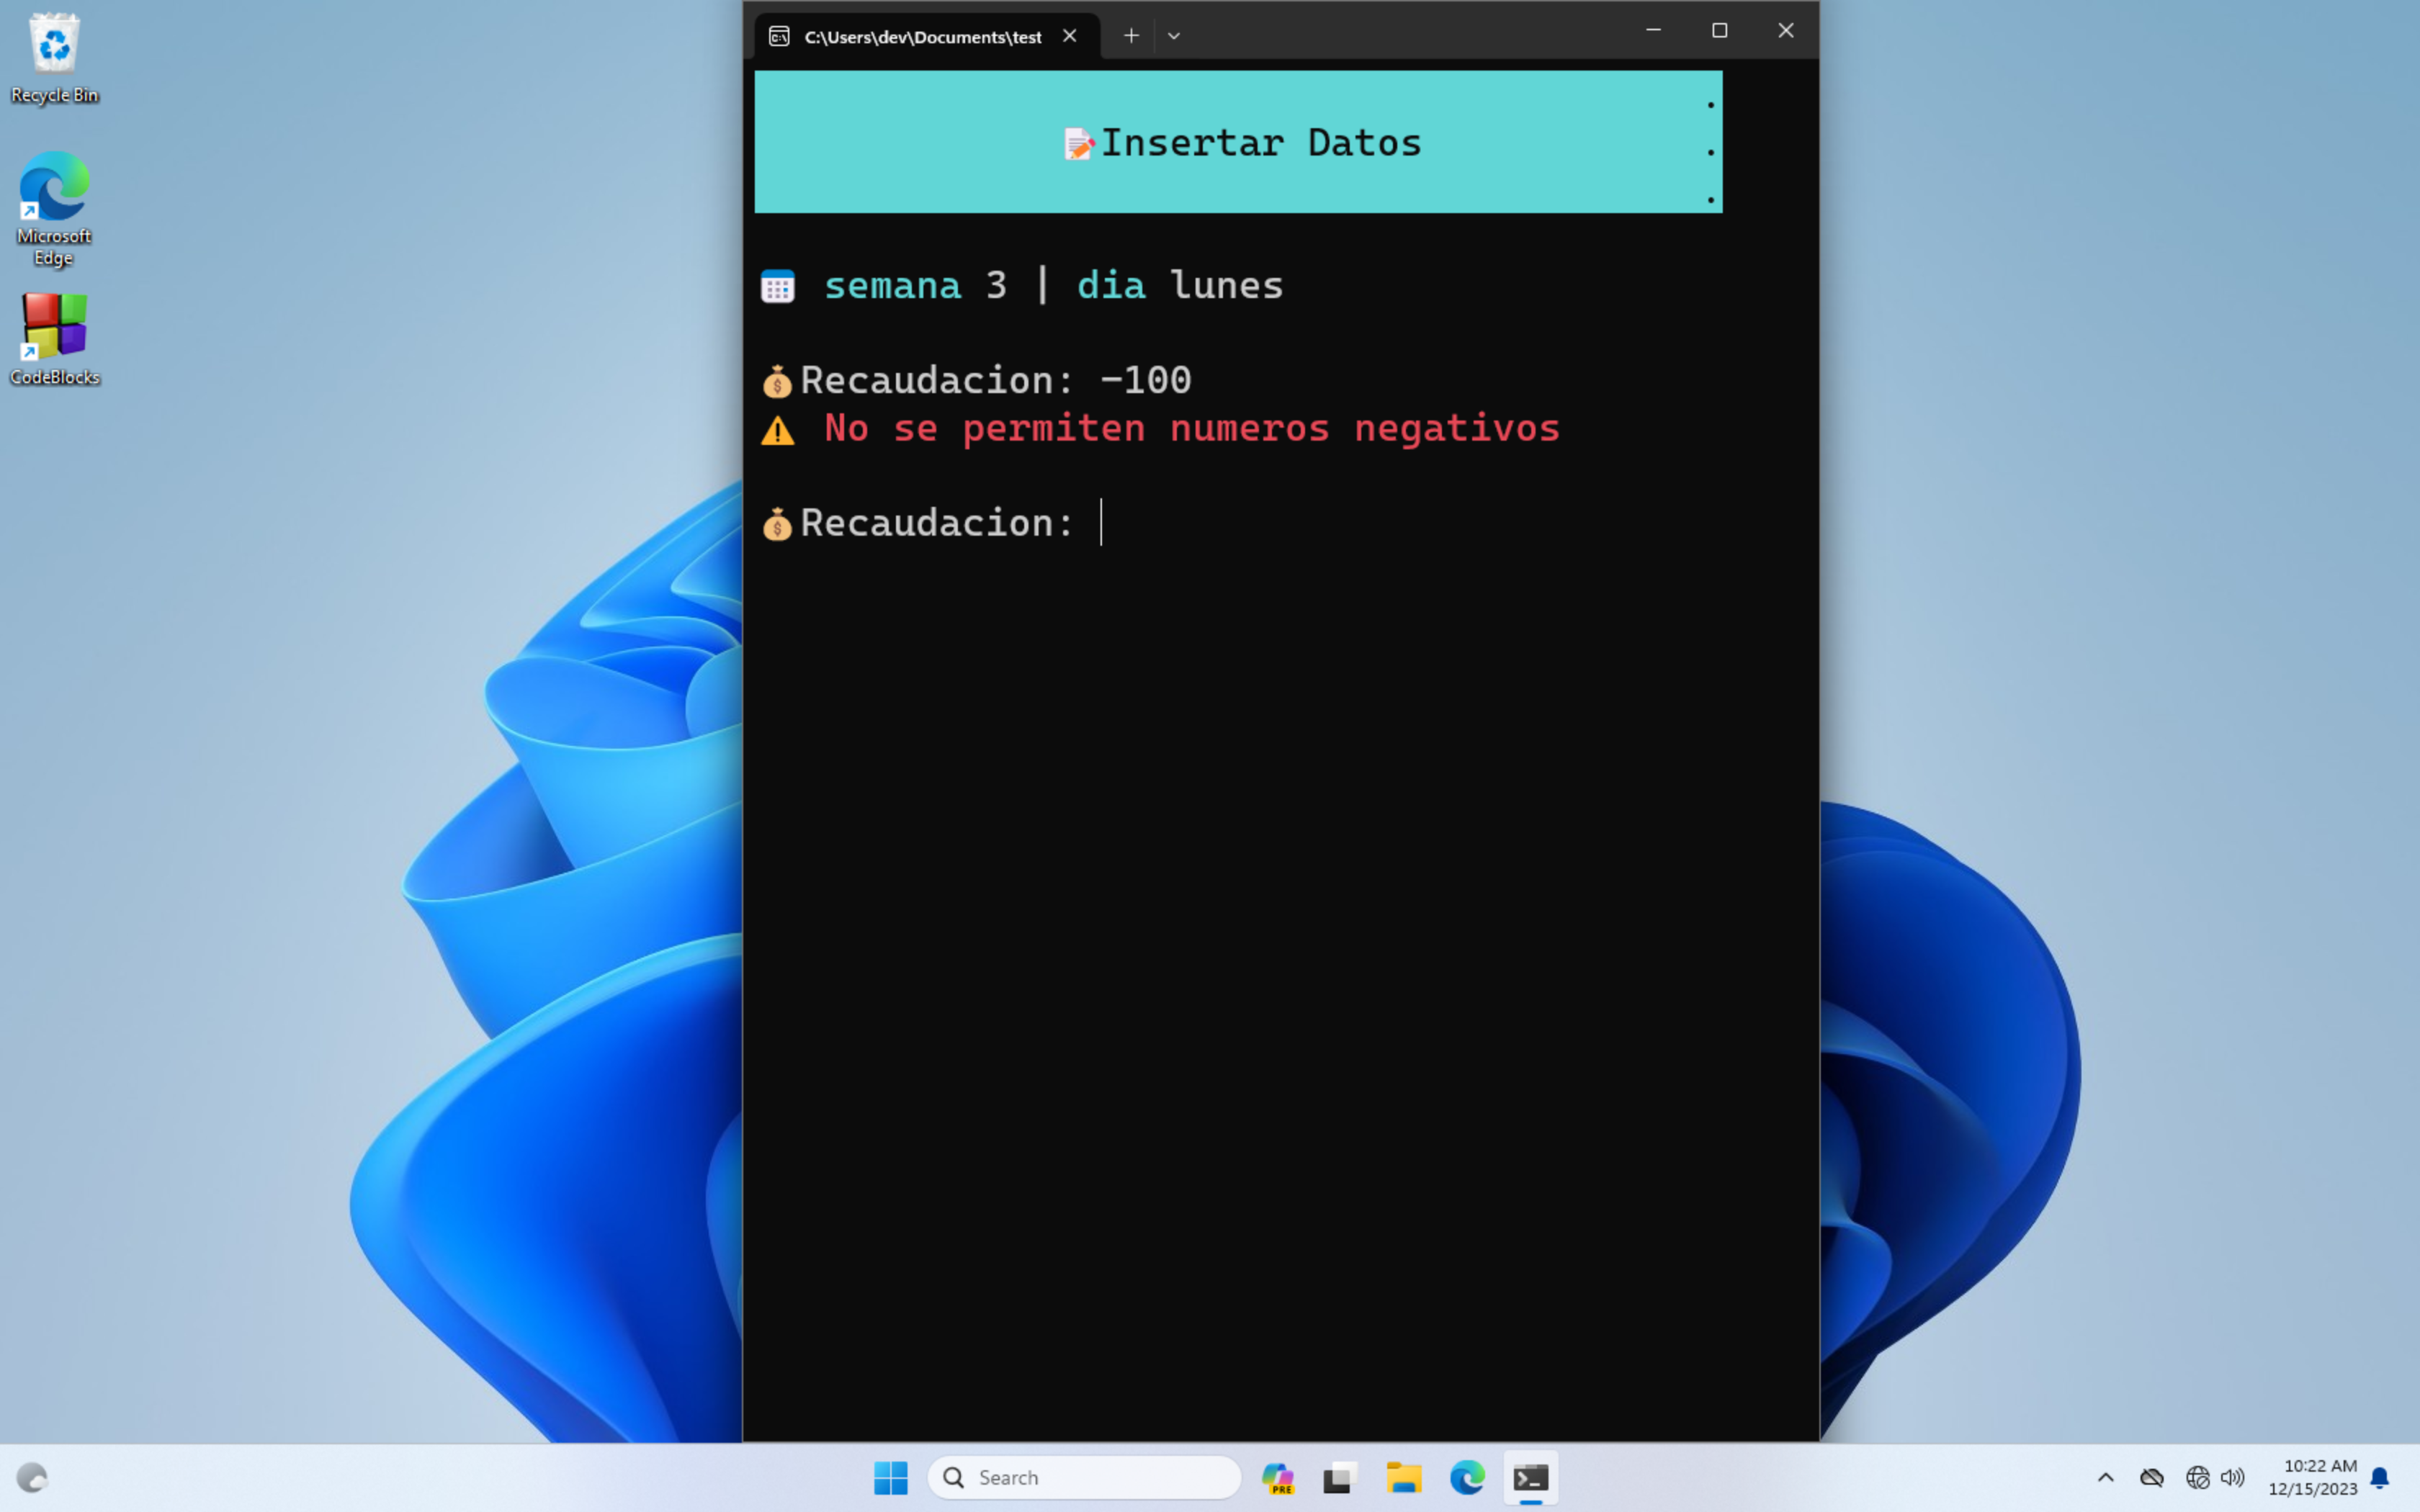 Recycle Bin
Microsoft
Edge
CodeBlocks
C:\Users\dev\Documents\test
.
📝Insertar Datos
.
.
semana 3 | dia lunes
Recaudacion: -100
No se permiten numeros negativos
Recaudacion:
Search
PRE
10:22 AM
12/15/2023